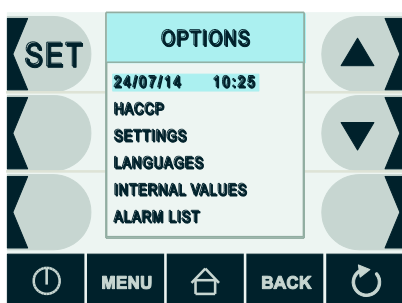 SET
OPTIONS
24/07/14 10:25
HACCP
SETTINGS
LANGUAGES
INTERNAL VALUES
ALARM LIST
MENU
BACK